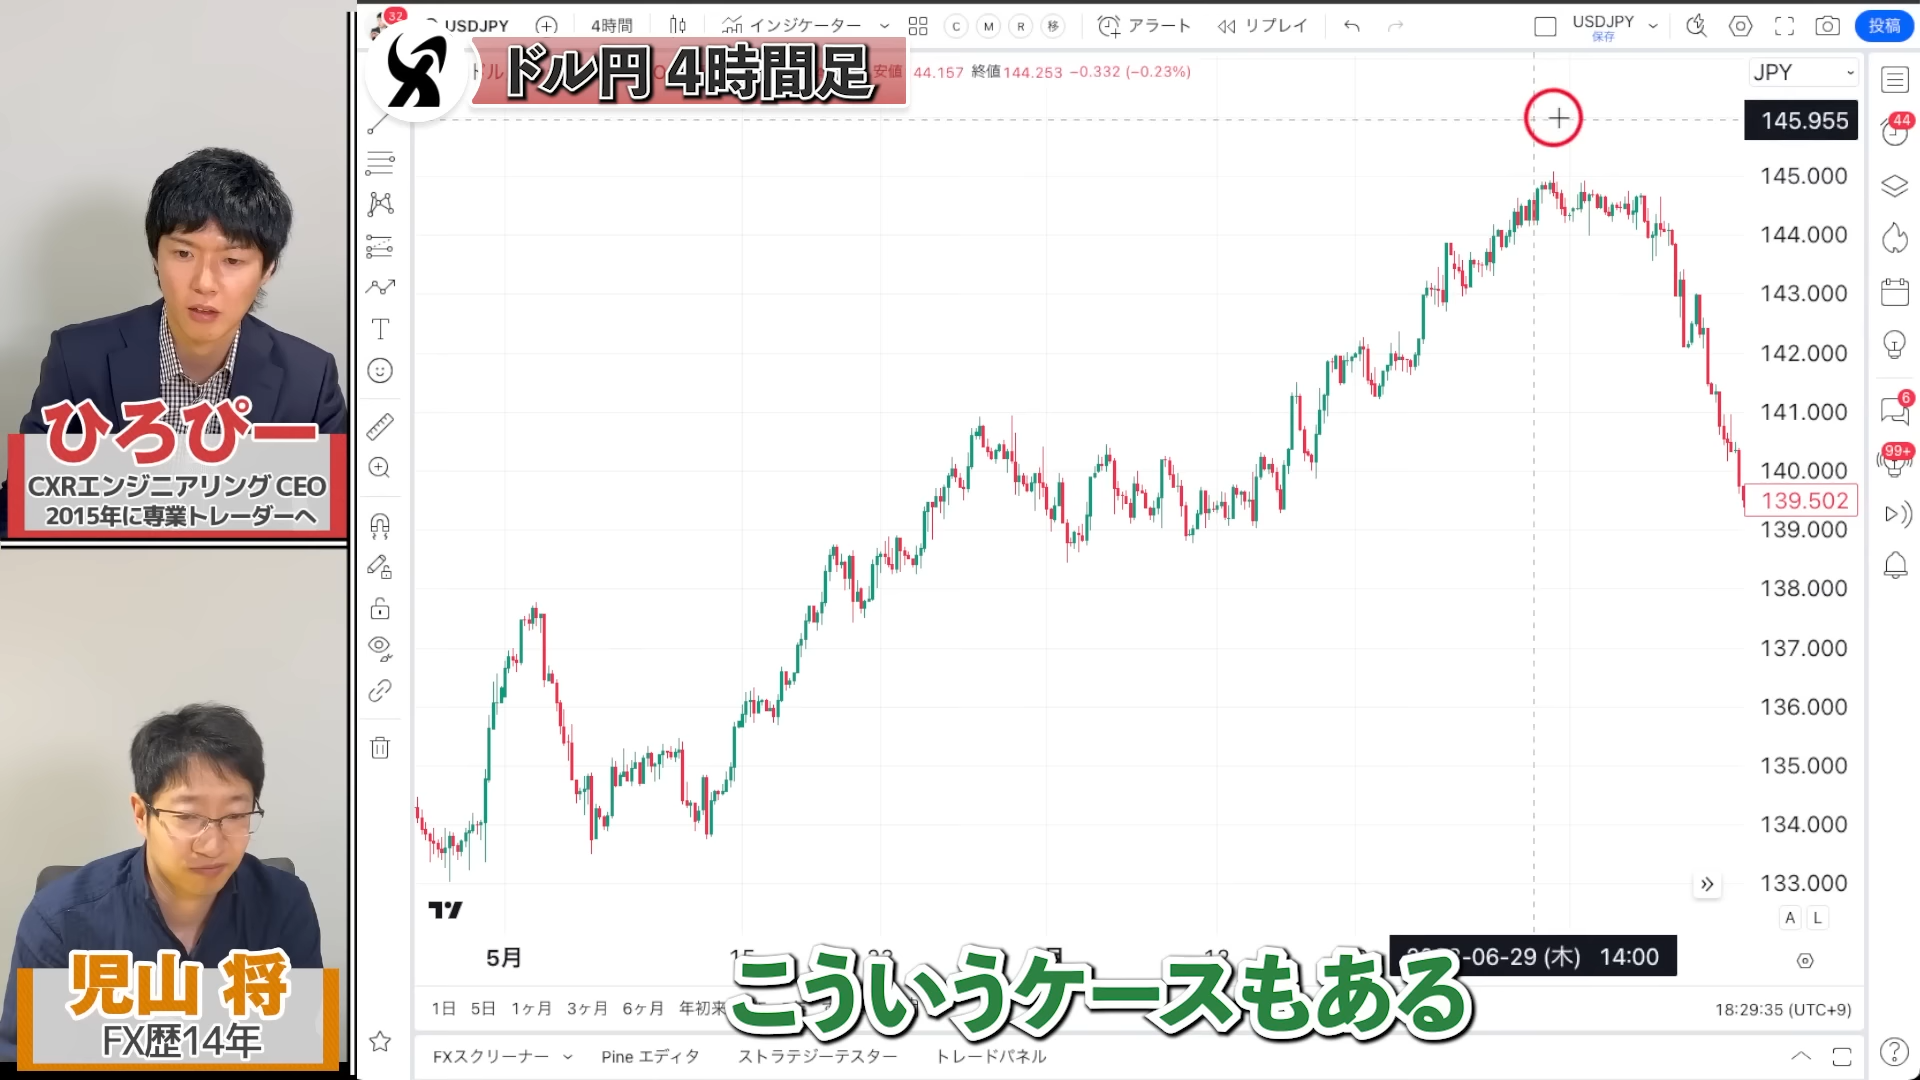 32
USDJPY
4時間
インジケーター
C
M
R
移
アラート
リプレイ
USDJPY
保存
投稿
ドル円 4時間足
安値
44.157 終値144.253 −0.332 (−0.23%)
JPY
145.955
145.000
144.000
143.000
142.000
141.000
140.000
139.502
139.000
138.000
137.000
136.000
135.000
134.000
133.000
44
6
99+
ひろぴー
CXRエンジニアリング CEO
2015年に専業トレーダーへ
児山 将
FX歴14年
A
L
5月
-06-29 (木) 14:00
こういうケースもある
1日 5日 1ヶ月 3ヶ月 6ヶ月 年初来
18:29:35 (UTC+9)
FXスクリーナー
Pine エディタ
ストラテジーテスター
トレードパネル